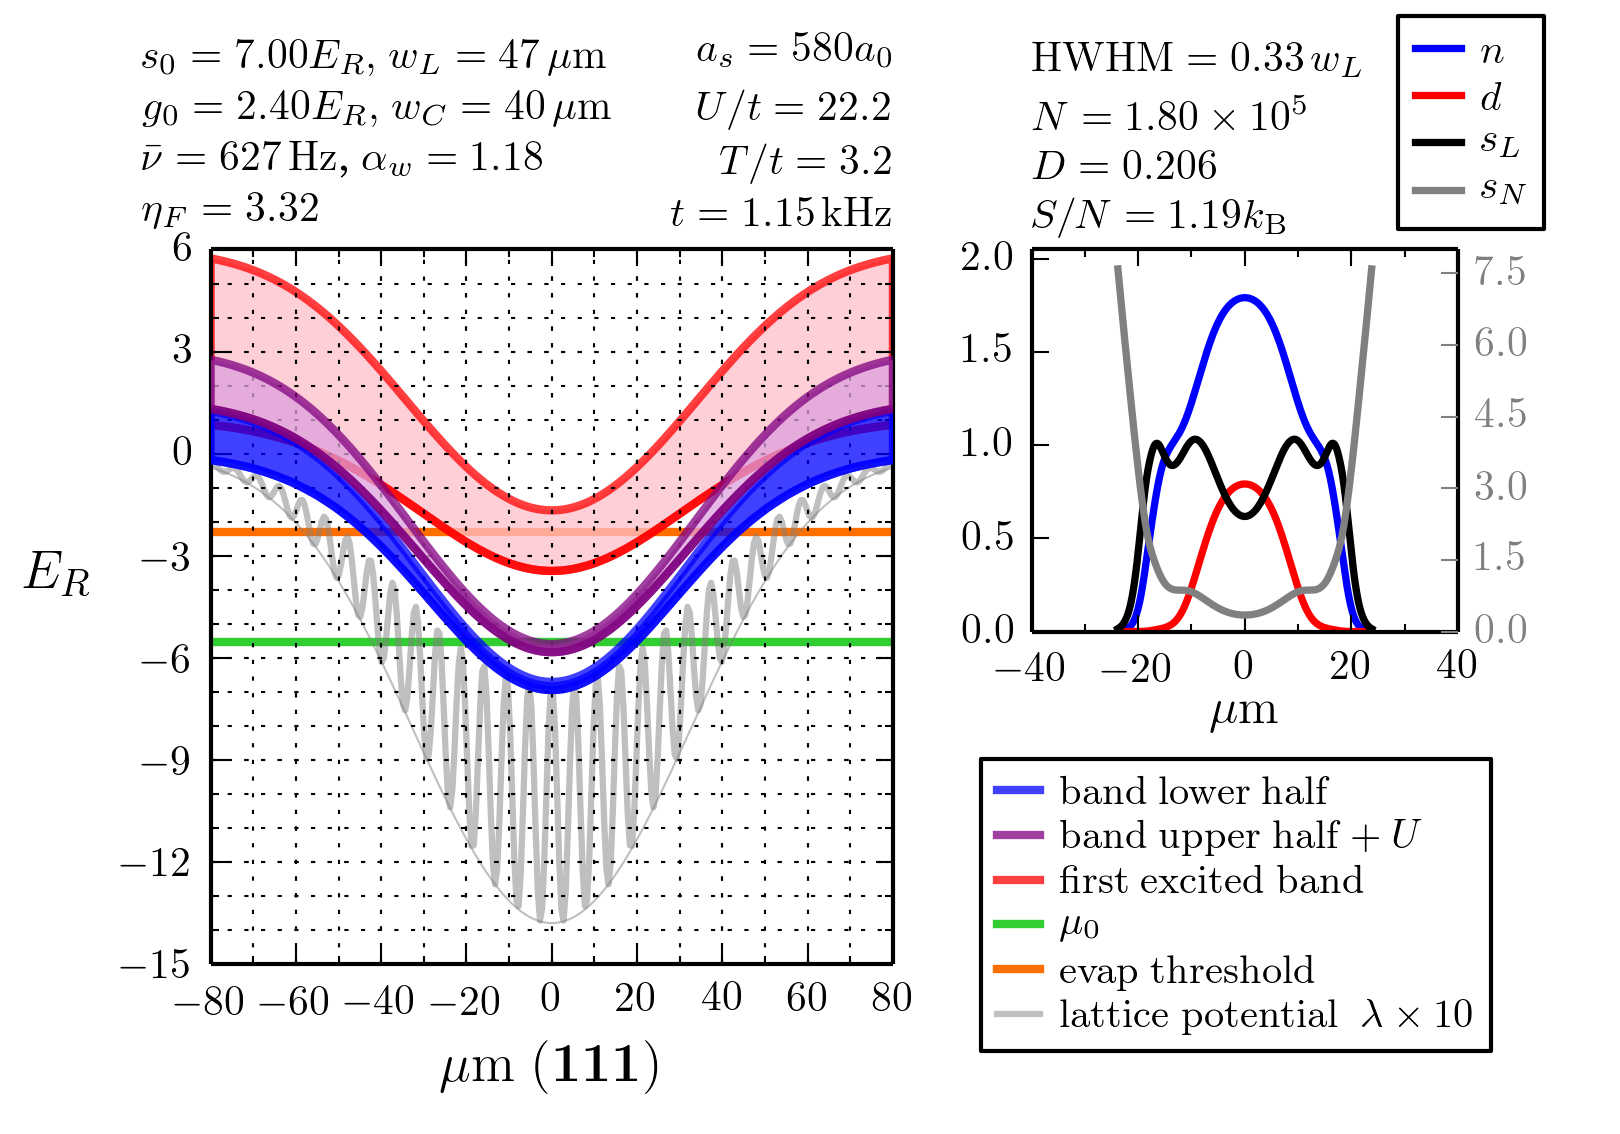 s₀ = 7.00E_R, w_L = 47 μm
g₀ = 2.40E_R, w_C = 40 μm
ν̄ = 627 Hz, α_w = 1.18
η_F = 3.32
a_s = 580a₀
U/t = 22.2
T/t = 3.2
t = 1.15 kHz
HWHM = 0.33 w_L
N = 1.80 × 10⁵
D = 0.206
S/N = 1.19k_B
n
d
s_L
s_N
E_R
6
3
0
−3
−6
−9
−12
−15
−80 −60 −40 −20 0 20 40 60 80
μm (111)
2.0
1.5
1.0
0.5
0.0
7.5
6.0
4.5
3.0
1.5
0.0
−40 −20 0 20 40
μm
band lower half
band upper half + U
first excited band
μ₀
evap threshold
lattice potential λ × 10